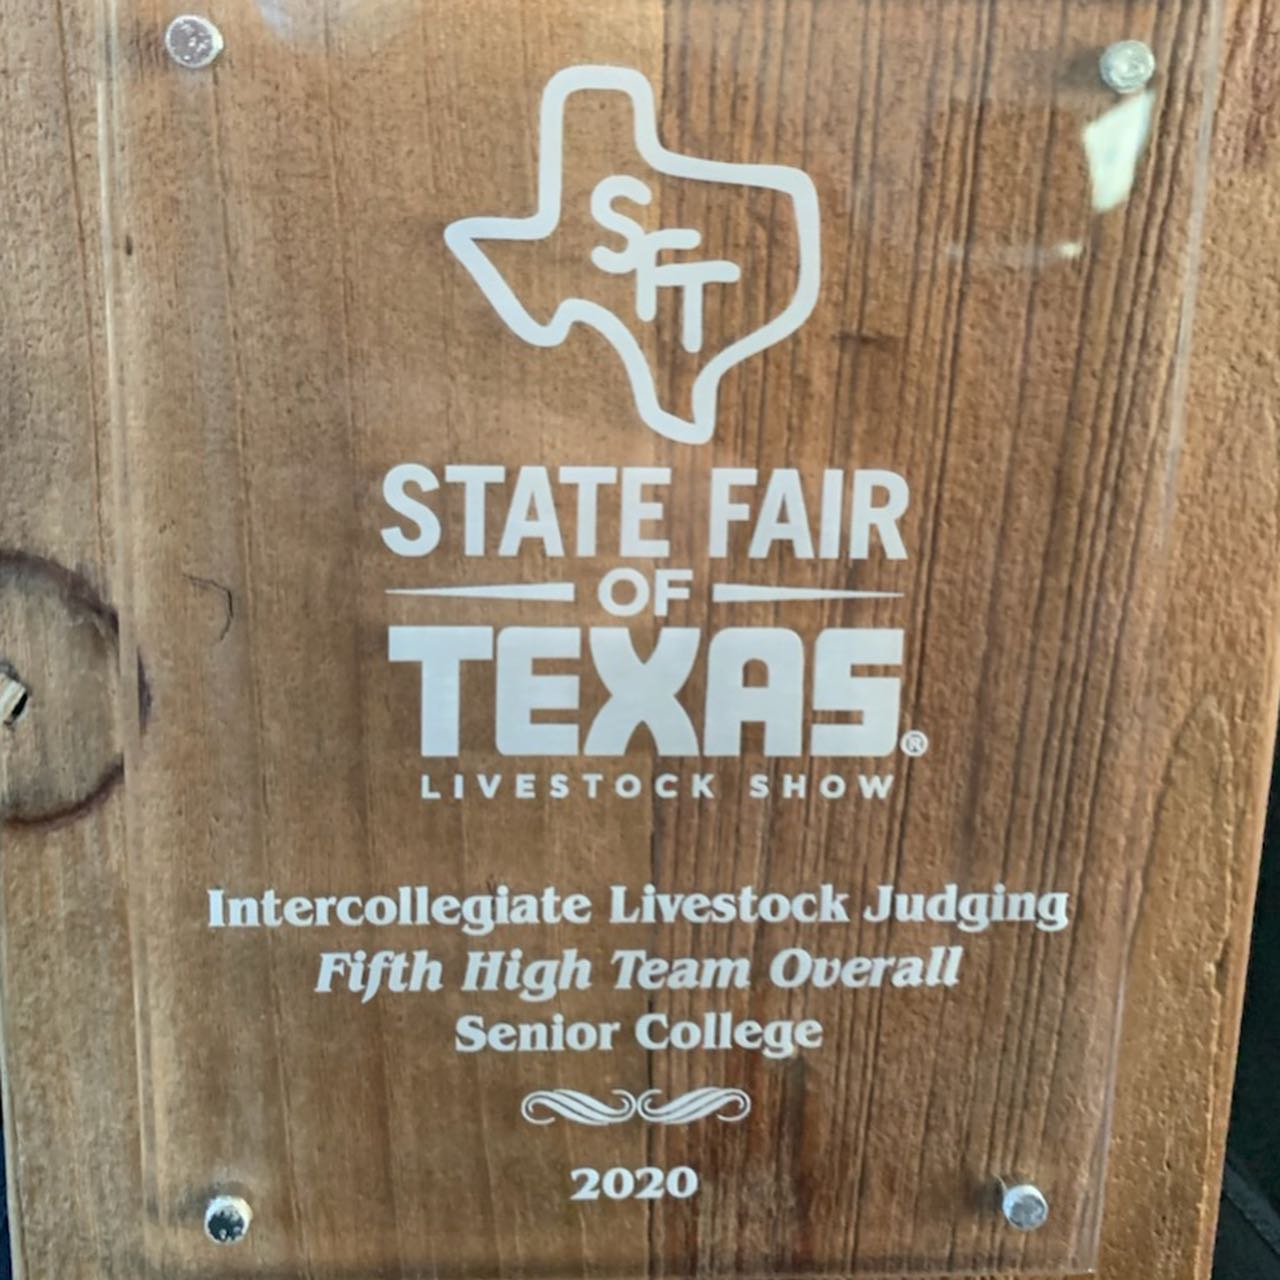 SFT
STATE FAIR
OF
TEXAS®
LIVESTOCK SHOW
Intercollegiate Livestock Judging
Fifth High Team Overall
Senior College
2020